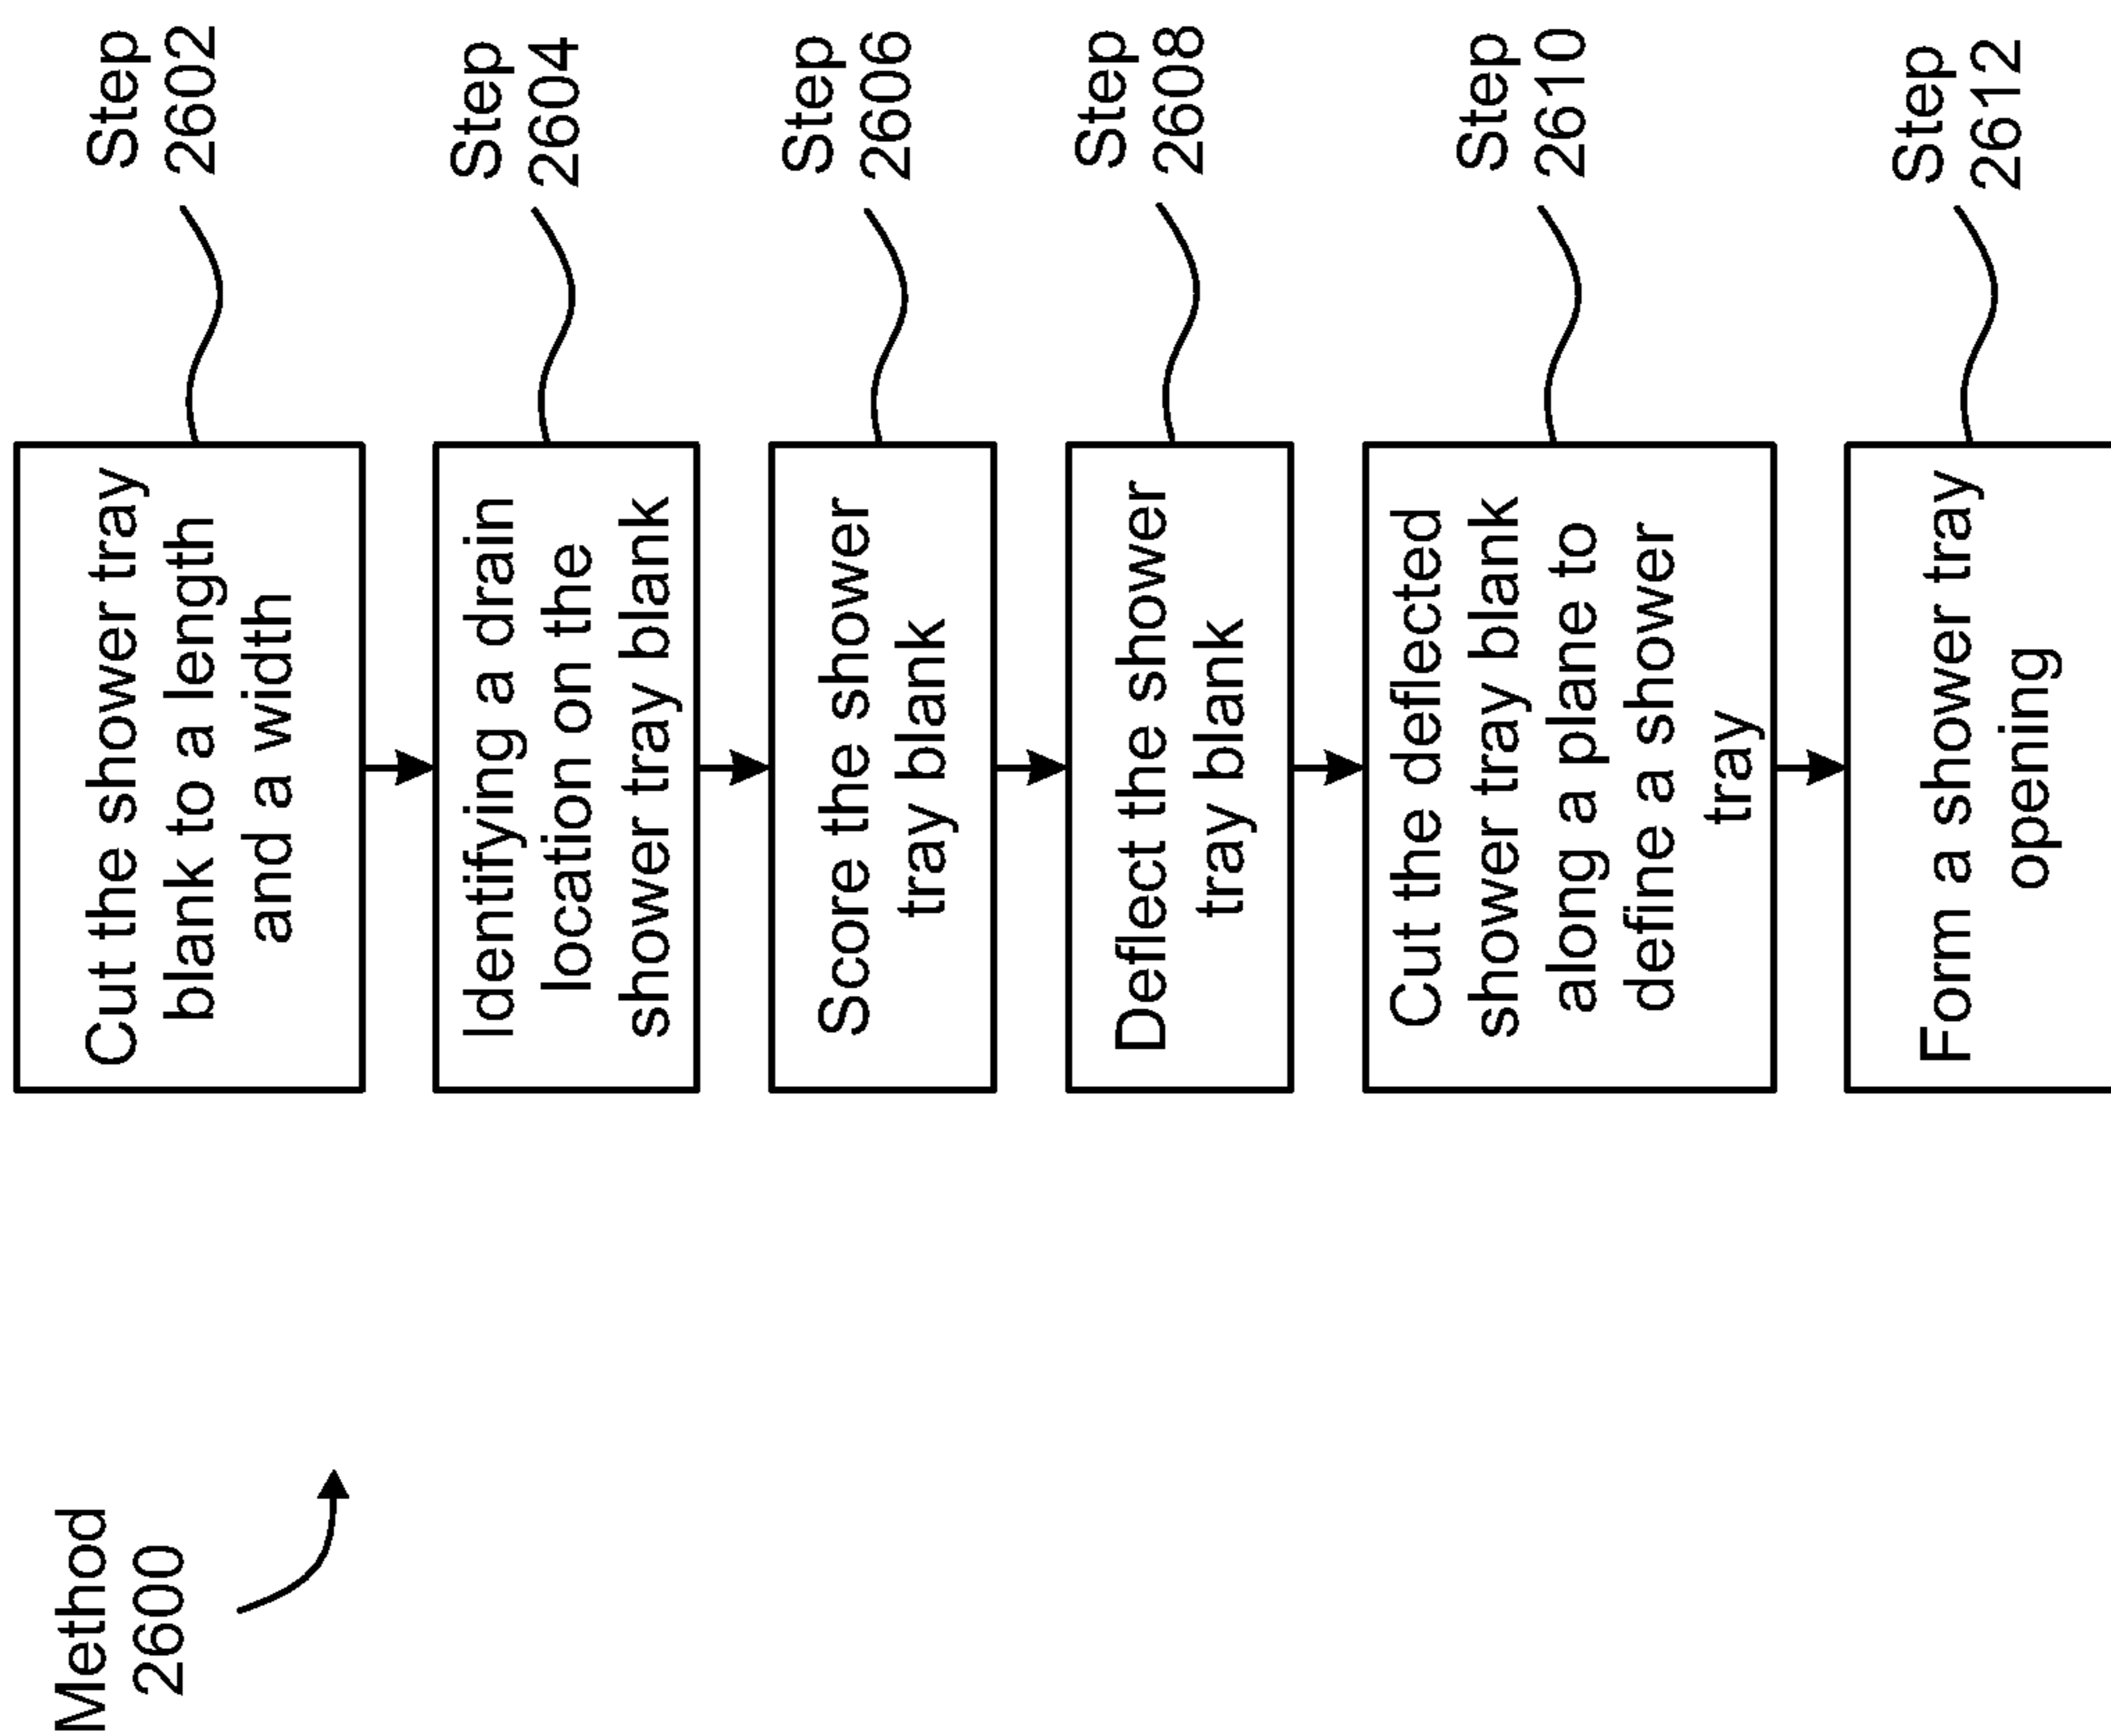 Method
2600
Cut the shower tray
blank to a length
and a width
Step
2602
Identifying a drain
location on the
shower tray blank
Step
2604
Score the shower
tray blank
Step
2606
Deflect the shower
tray blank
Step
2608
Cut the deflected
shower tray blank
along a plane to
define a shower
tray
Step
2610
Form a shower tray
opening
Step
2612